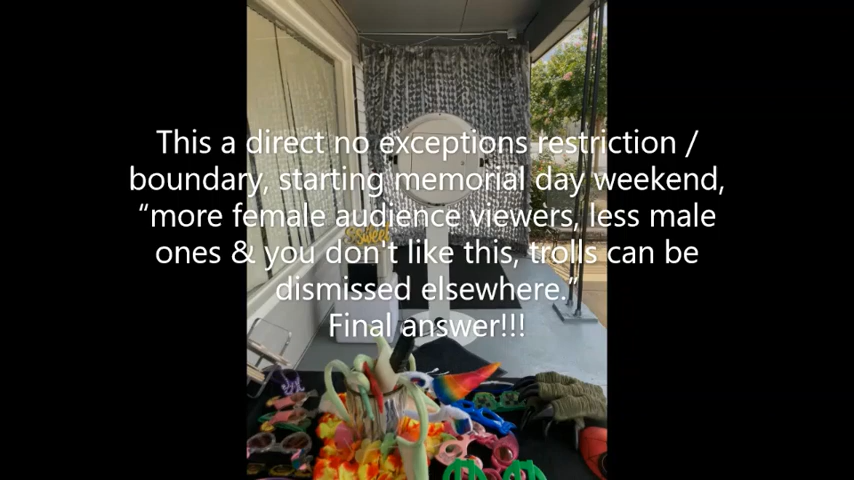 This a direct no exceptions restriction /
boundary, starting memorial day weekend,
“more female audience viewers, less male
ones & you don't like this, trolls can be
dismissed elsewhere.”
Final answer!!!
sweet